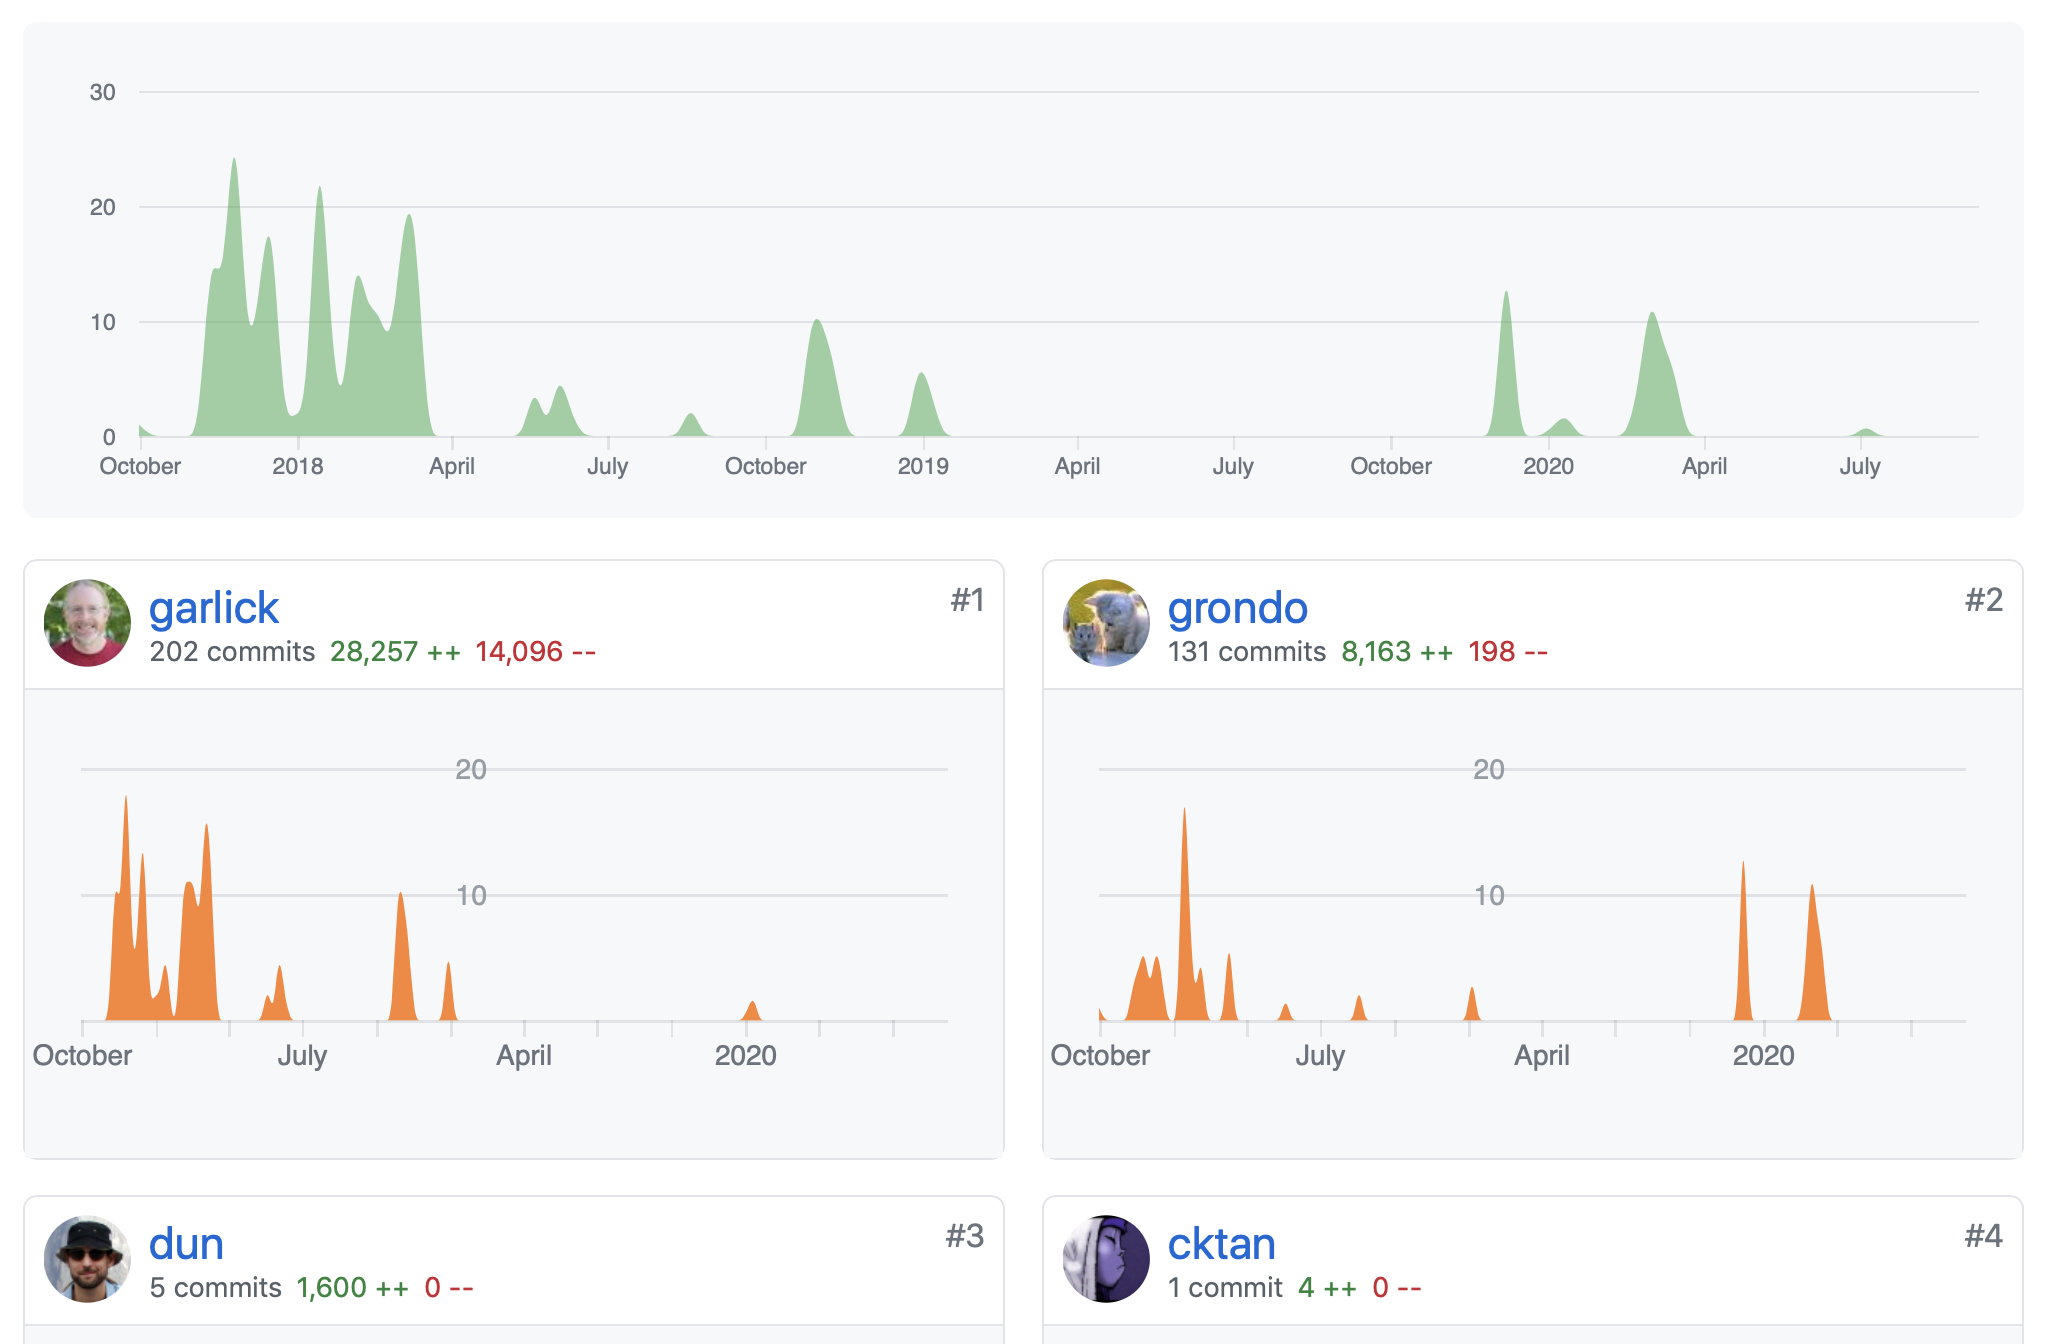 30
20
10
0
October 2018 April July October 2019 April July October 2020 April July
garlick #1
202 commits 28,257 ++ 14,096 --
20
10
October July April 2020
grondo #2
131 commits 8,163 ++ 198 --
20
10
October July April 2020
dun #3
5 commits 1,600 ++ 0 --
cktan #4
1 commit 4 ++ 0 --